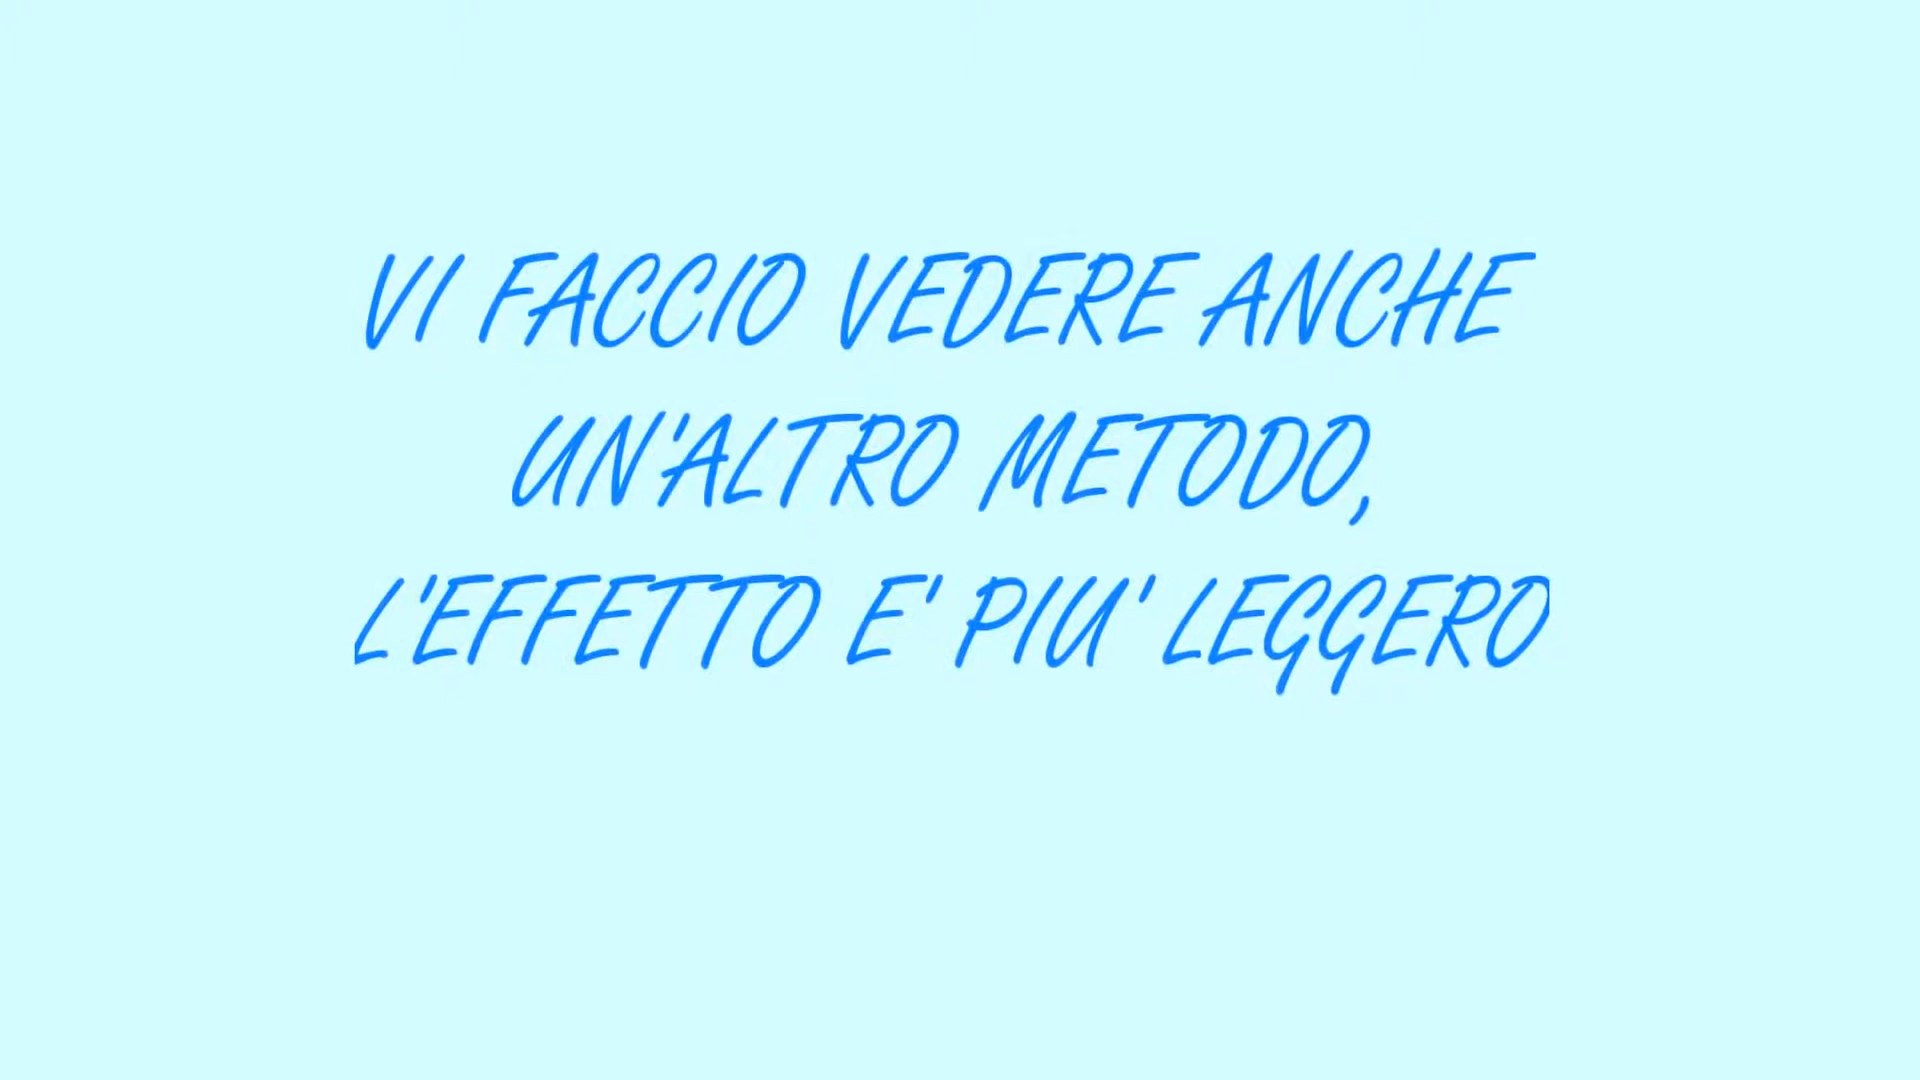 VI FACCIO VEDERE ANCHE
UN'ALTRO METODO,
L'EFFETTO E' PIU' LEGGERO